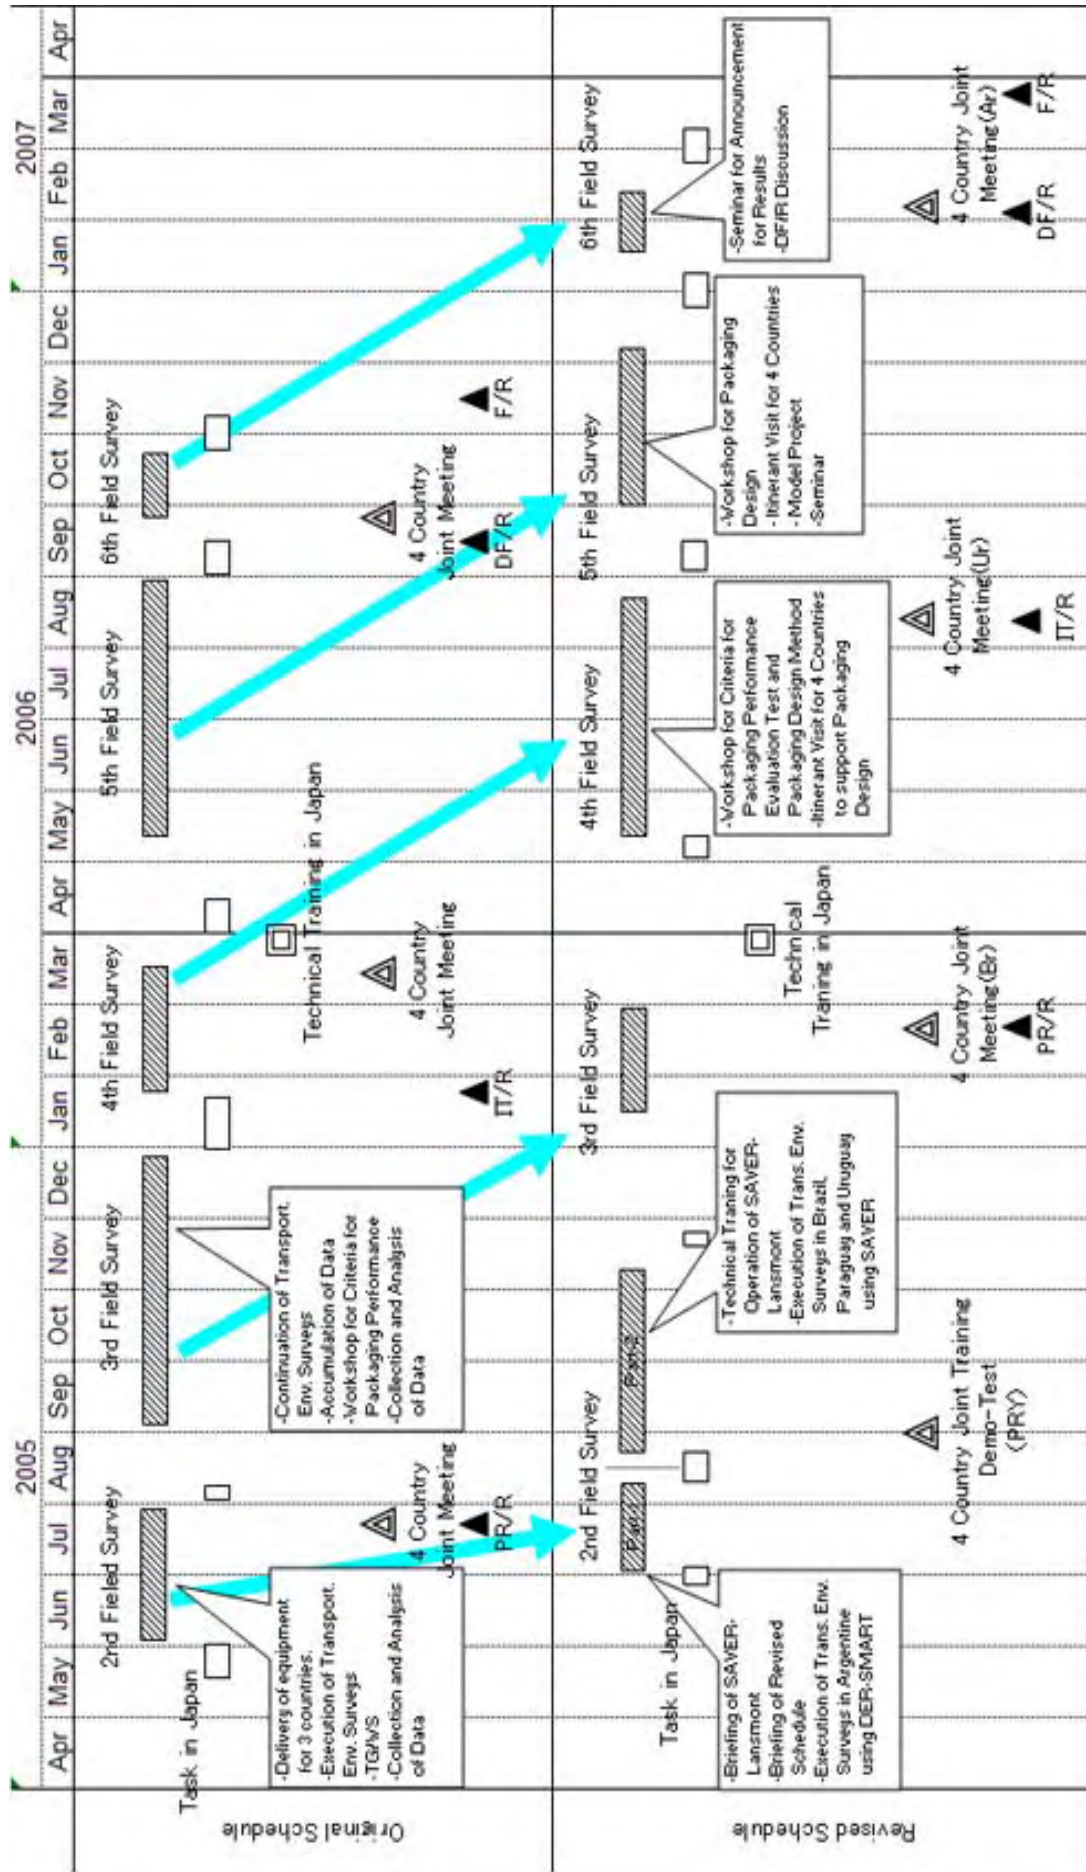 2005
2006
2007
Apr
May
Jun
Jul
Aug
Sep
Oct
Nov
Dec
Jan
Feb
Mar
Apr
May
Jun
Jul
Aug
Sep
Oct
Nov
Dec
Jan
Feb
Mar
Apr
Original Schedule
2nd Fieled Survey
3rd Field Survey
4th Field Survey
5th Field Survey
6th Field Survey
Task in Japan
-Delivery of equipment
for 3 countries.
-Execution of Transport.
Env. Surveys
-TG/WS
-Collection and Analysis
of Data
-Continuation of Transport.
Env. Surveys
-Accumulation of Data
-Workshop for Criteria for
Packaging Performance
-Collection and Analysis
of Data
Technical Training in Japan
4 Country
Joint Meeting
PR/R
IT/R
4 Country
Joint Meeting
4 Country
Joint Meeting
DF/R
F/R
Revised Schedule
2nd Field Survey
3rd Field Survey
4th Field Survey
5th Field Survey
6th Field Survey
Task in Japan
-Briefing of SAVER-
Lansmont
-Briefing of Revised
Schedule
-Execution of Trans. Env.
Surveys in Argentine
using DER-SMART
-Technical Traning for
Operation of SAVER-
Lansmont
-Execution of Trans. Env.
Surveys in Brazil,
Paraguay and Uruguay
using SAVER
Technical
Traning in Japan
-Workshop for Criteria for
Packaging Performance
Evaluation Test and
Packaging Design Method
-Itinerant Visit for 4 Countries
to support Packaging
Design
-Workshop for Packaging
Design
- Itinerant Visit for 4 Countries
- Model Project
- Seminar
-Seminar for Announcement
for Results
-DF/R Discussion
4 Country Joint Training
Demo-Test
(PRY)
4 Country Joint
Meeting(Br)
PR/R
4 Country Joint
Meeting(Ur)
IT/R
4 Country Joint
Meeting(Ar)
DF/R
F/R